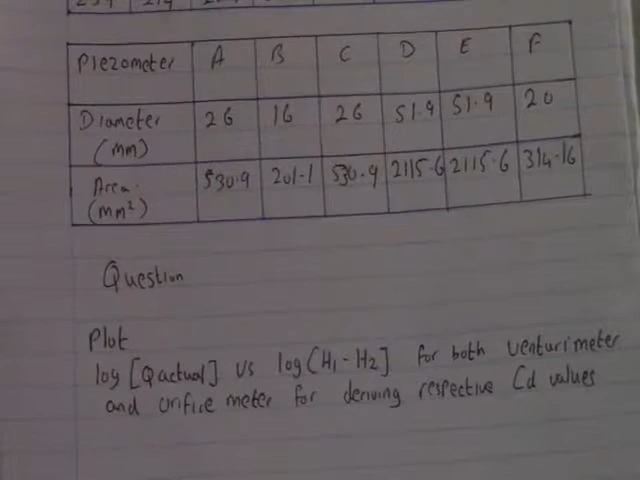 Piezometer A B C D E F
Diameter (mm) 26 16 26 51.9 51.9 20
Area (mm²) 530.9 201.1 530.9 2115.6 2115.6 314.16
Question
Plot
log [Qactual] vs log(H₁-H₂] for both venturimeter
and orifice meter for deriving respective Cd values